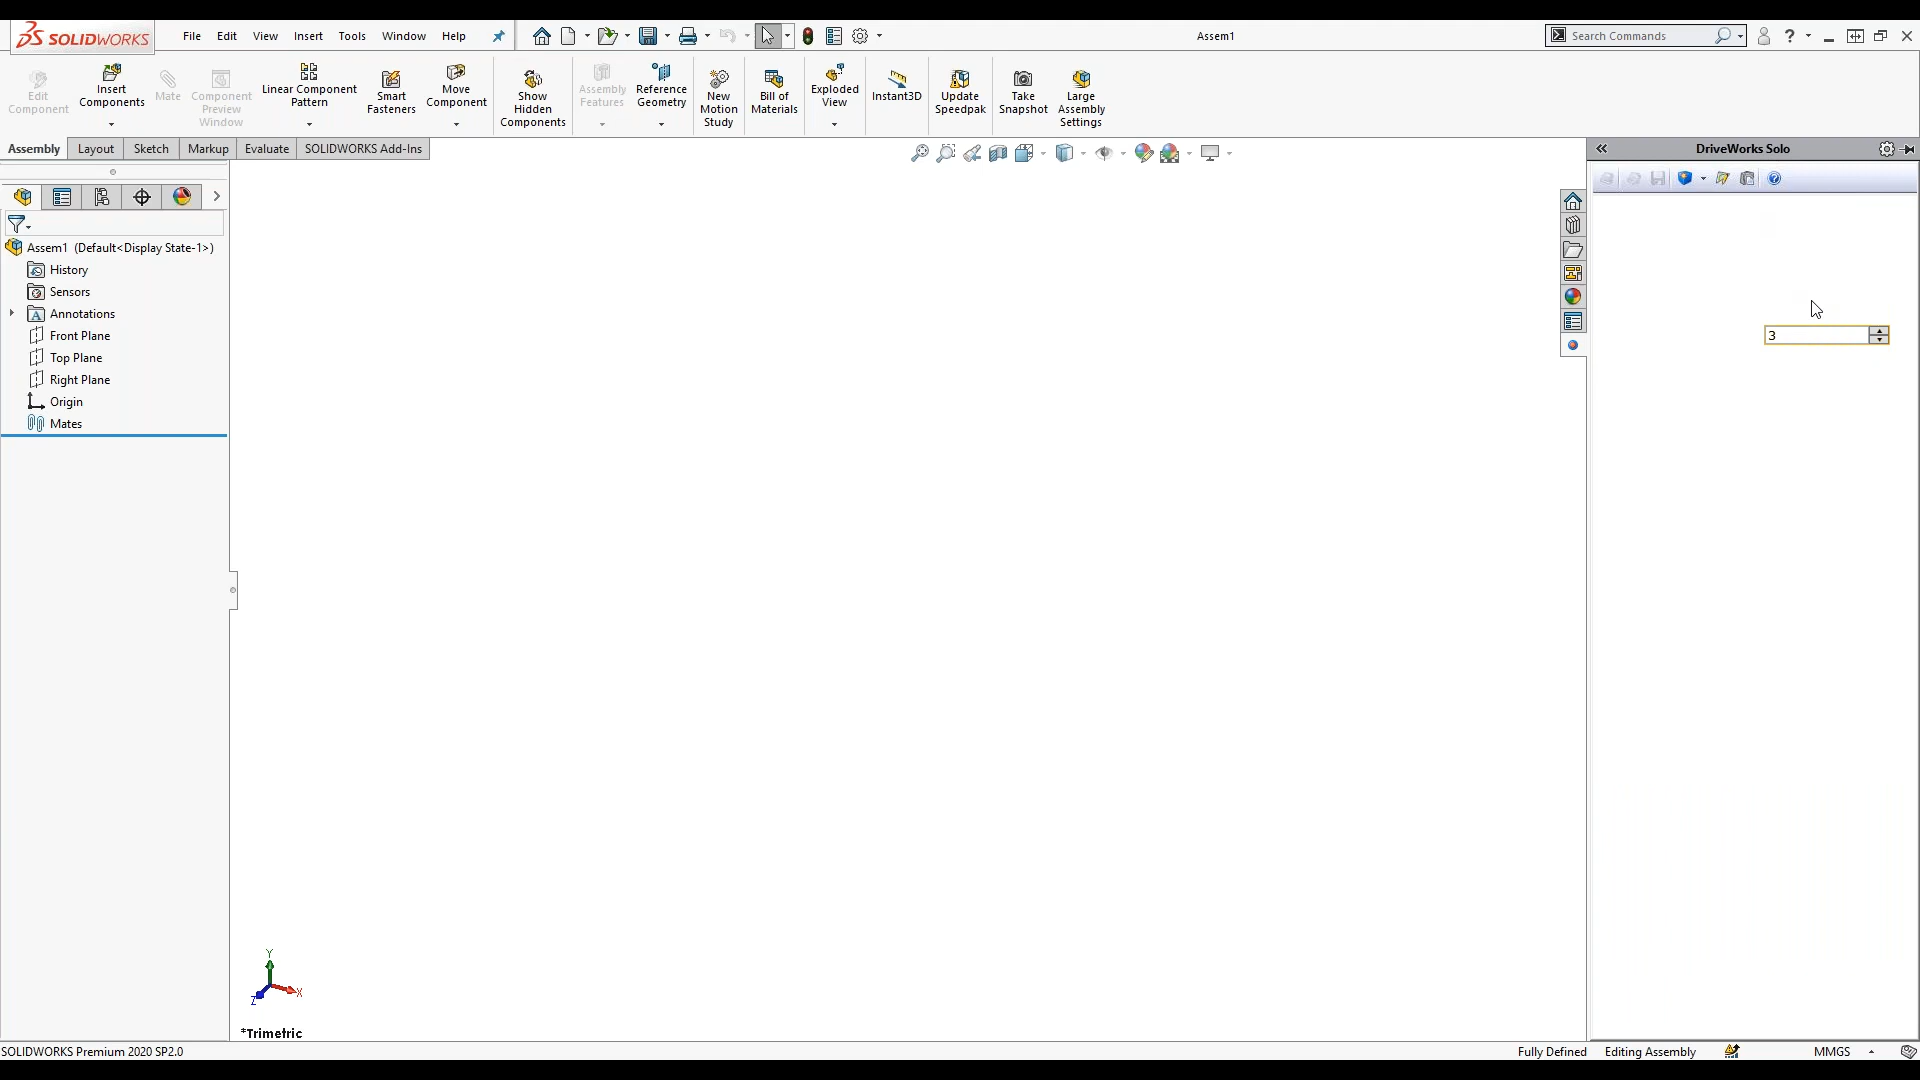 SOLIDWORKS File Edit View Insert Tools Window Help Assem1 Search Commands ?
Edit Component
Insert Components
Mate
Component Preview Window
Linear Component Pattern
Smart Fasteners
Move Component
Show Hidden Components
Assembly Features
Reference Geometry
New Motion Study
Bill of Materials
Exploded View
Instant3D
Update Speedpak
Take Snapshot
Large Assembly Settings
Assembly Layout Sketch Markup Evaluate SOLIDWORKS Add-Ins
DriveWorks Solo
Assem1 (Default<Display State-1>)
History
Sensors
Annotations
Front Plane
3
Top Plane
Right Plane
Origin
Mates
Y
X
Z
*Trimetric
SOLIDWORKS Premium 2020 SP2.0 Fully Defined Editing Assembly MMGS